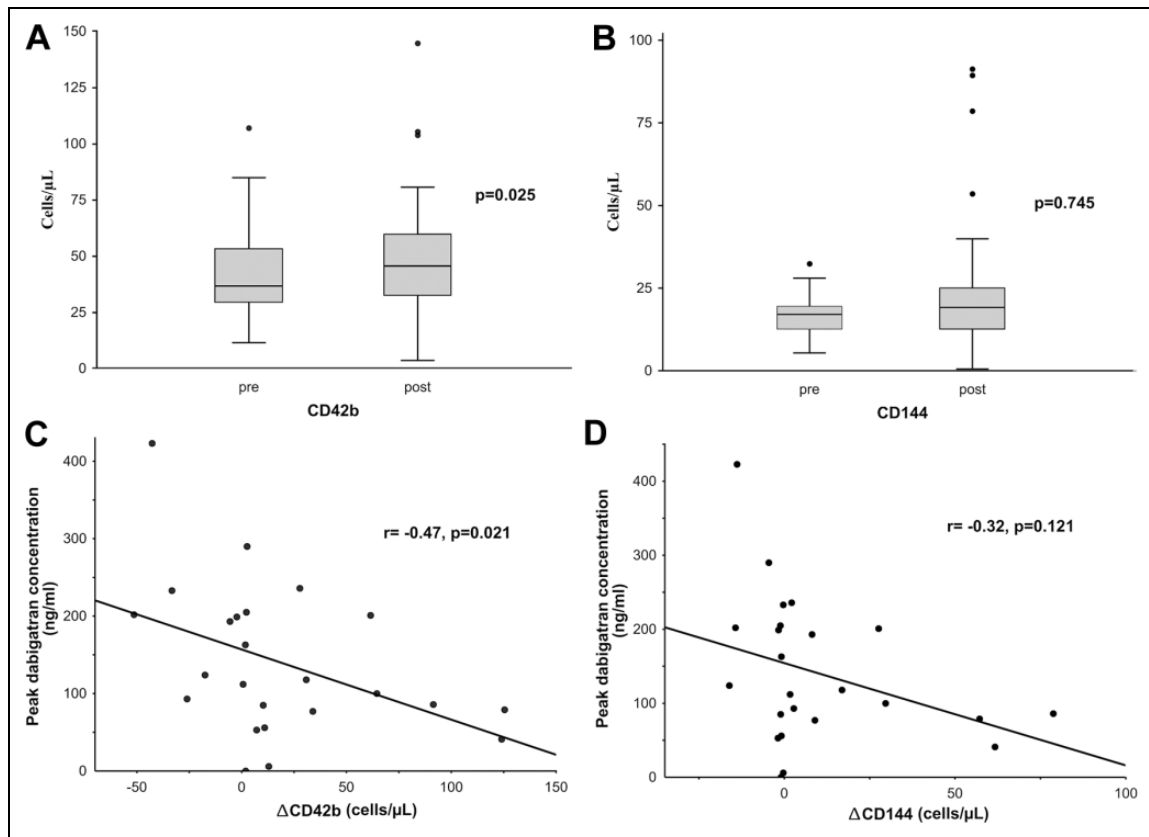 A
150
125
100
75
50
25
0
Cells/µL
p=0.025
pre
post
CD42b
B
100
75
50
25
0
Cells/µL
p=0.745
pre
post
CD144
C
400
300
200
100
0
Peak dabigatran concentration
(ng/ml)
r= -0.47, p=0.021
-50
0
50
100
150
ΔCD42b (cells/µL)
D
400
300
200
100
0
Peak dabigatran concentration
(ng/ml)
r= -0.32, p=0.121
0
50
100
ΔCD144 (cells/µL)